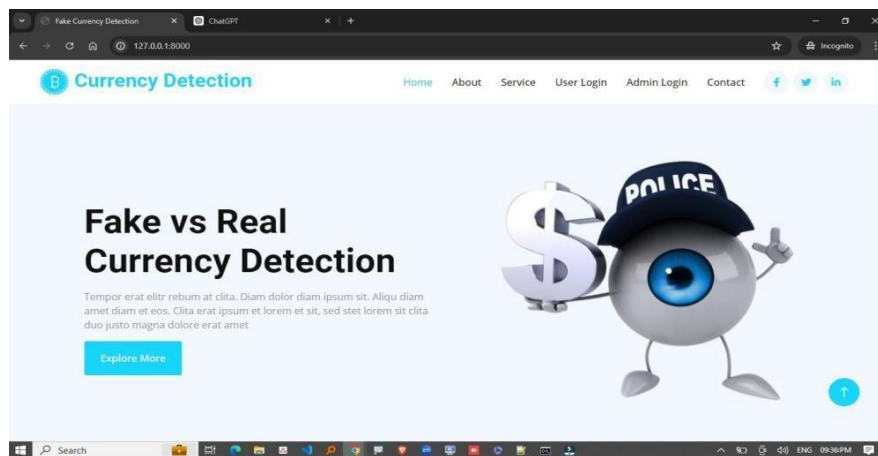 Fake Currency Detection
ChatGPT
127.0.0.1:8000
Incognito
Currency Detection
Home About Service User Login Admin Login Contact
POLICE
Fake vs Real
Currency Detection
Tempor erat elitr rebum at clita. Diam dolor diam ipsum sit. Aliqu diam
amet diam et eos. Clita erat ipsum et lorem et sit, sed stet lorem sit clita
duo justo magna dolore erat amet
Explore More
Search
ENG 09:36 PM